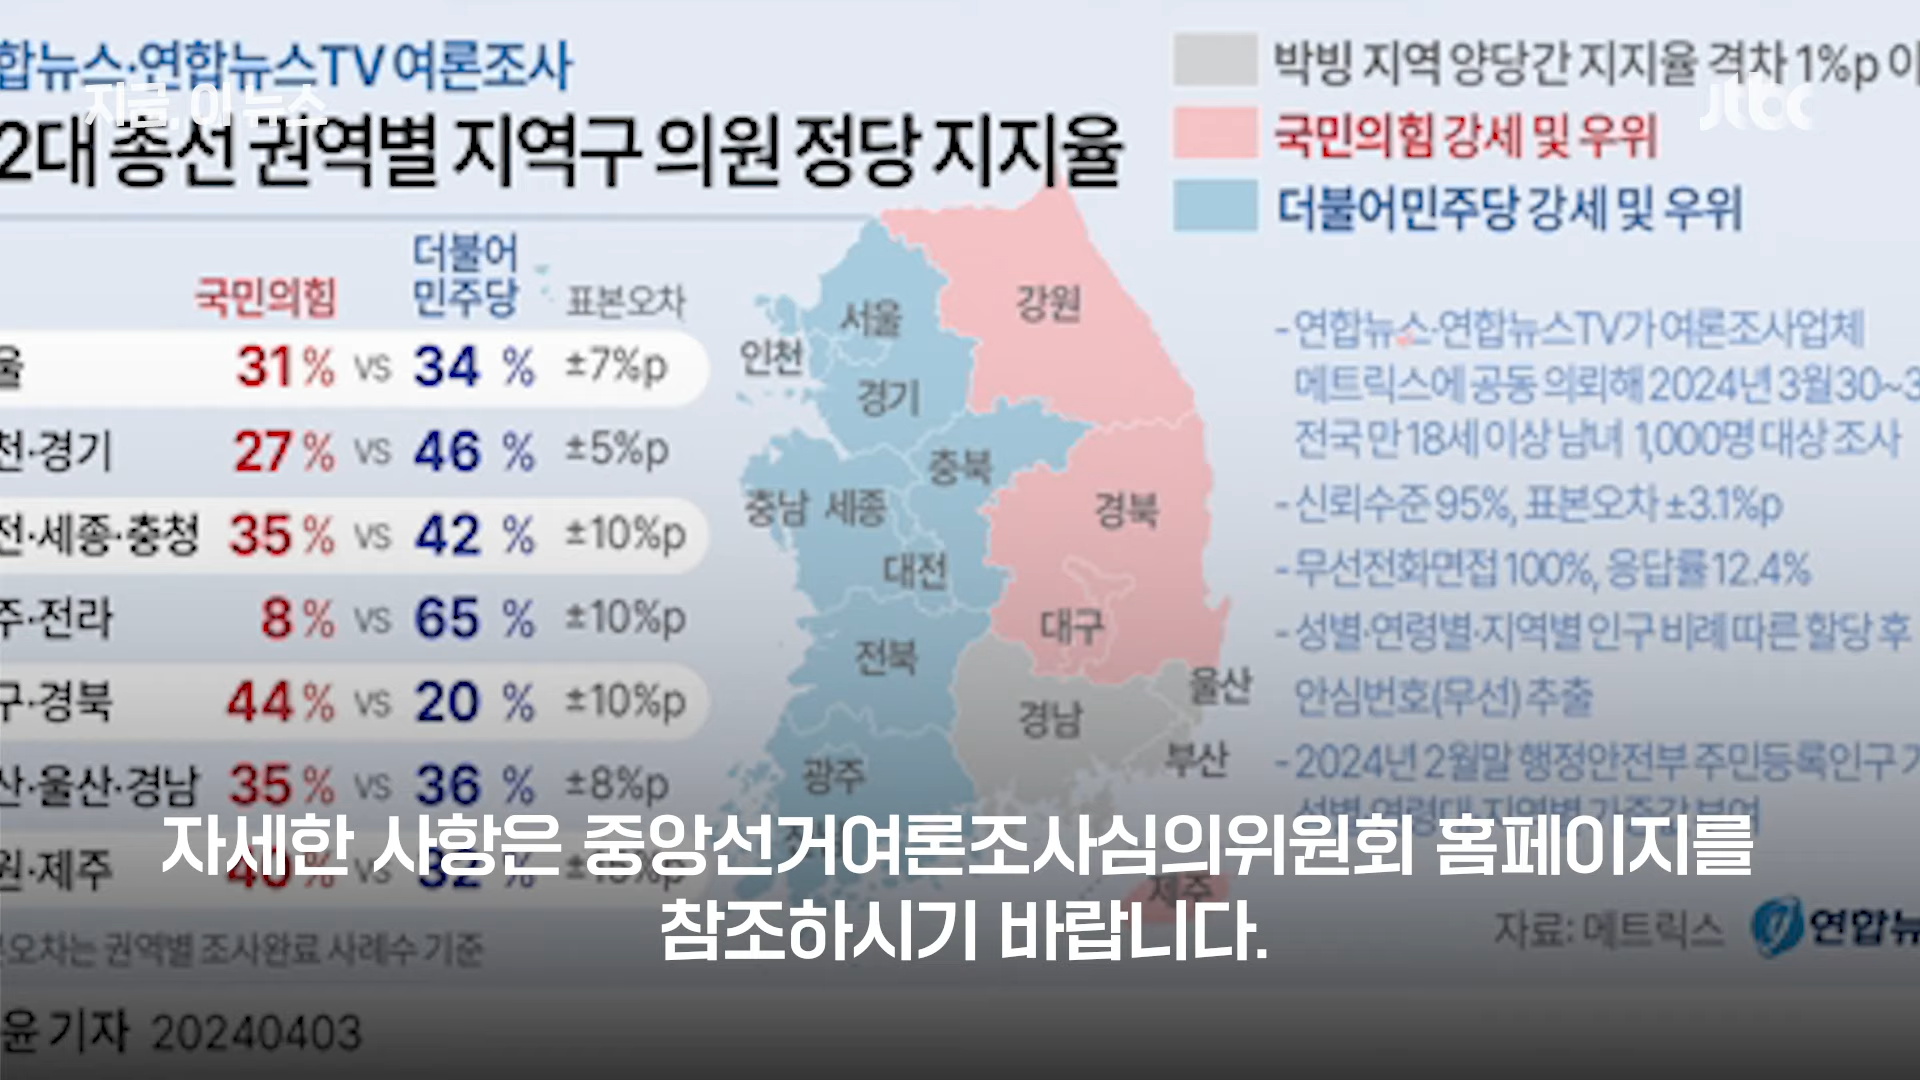 합뉴스·연합뉴스TV 여론조사
지금, 이 뉴스
2대 총선 권역별 지역구 의원 정당 지지율
박빙 지역 양당간 지지율 격차 1%p 이
국민의힘 강세 및 우위
더불어민주당 강세 및 우위
jtbc
국민의힘 더불어 민주당 표본오차
울 31% vs 34% ±7%p
천·경기 27% vs 46% ±5%p
전·세종·충청 35% vs 42% ±10%p
주·전라 8% vs 65% ±10%p
구·경북 44% vs 20% ±10%p
산·울산·경남 35% vs 36% ±8%p
원·제주 vs
오차는 권역별 조사완료 사례수 기준
윤 기자 20240403
서울
인천
경기
강원
충북
충남 세종
대전
경북
대구
전북
울산
경남
부산
광주
제주
- 연합뉴스·연합뉴스TV가 여론조사업체
메트릭스에 공동 의뢰해 2024년 3월30~3
전국 만 18세 이상 남녀 1,000명 대상 조사
- 신뢰수준 95%, 표본오차 ±3.1%p
- 무선전화면접 100%, 응답률 12.4%
- 성별·연령별·지역별 인구 비례 따른 할당 후
안심번호(무선) 추출
- 2024년 2월말 행정안전부 주민등록인구 기
자료: 메트릭스 연합뉴
자세한 사항은 중앙선거여론조사심의위원회 홈페이지를
참조하시기 바랍니다.